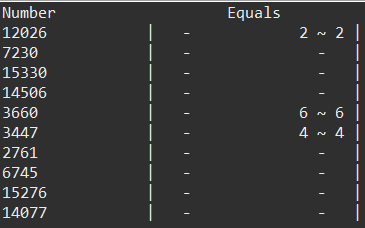 Number Equals
12026 | - 2 ~ 2 |
7230 | - - |
15330 | - - |
14506 | - - |
3660 | - 6 ~ 6 |
3447 | - 4 ~ 4 |
2761 | - - |
6745 | - - |
15276 | - - |
14077 | - - |